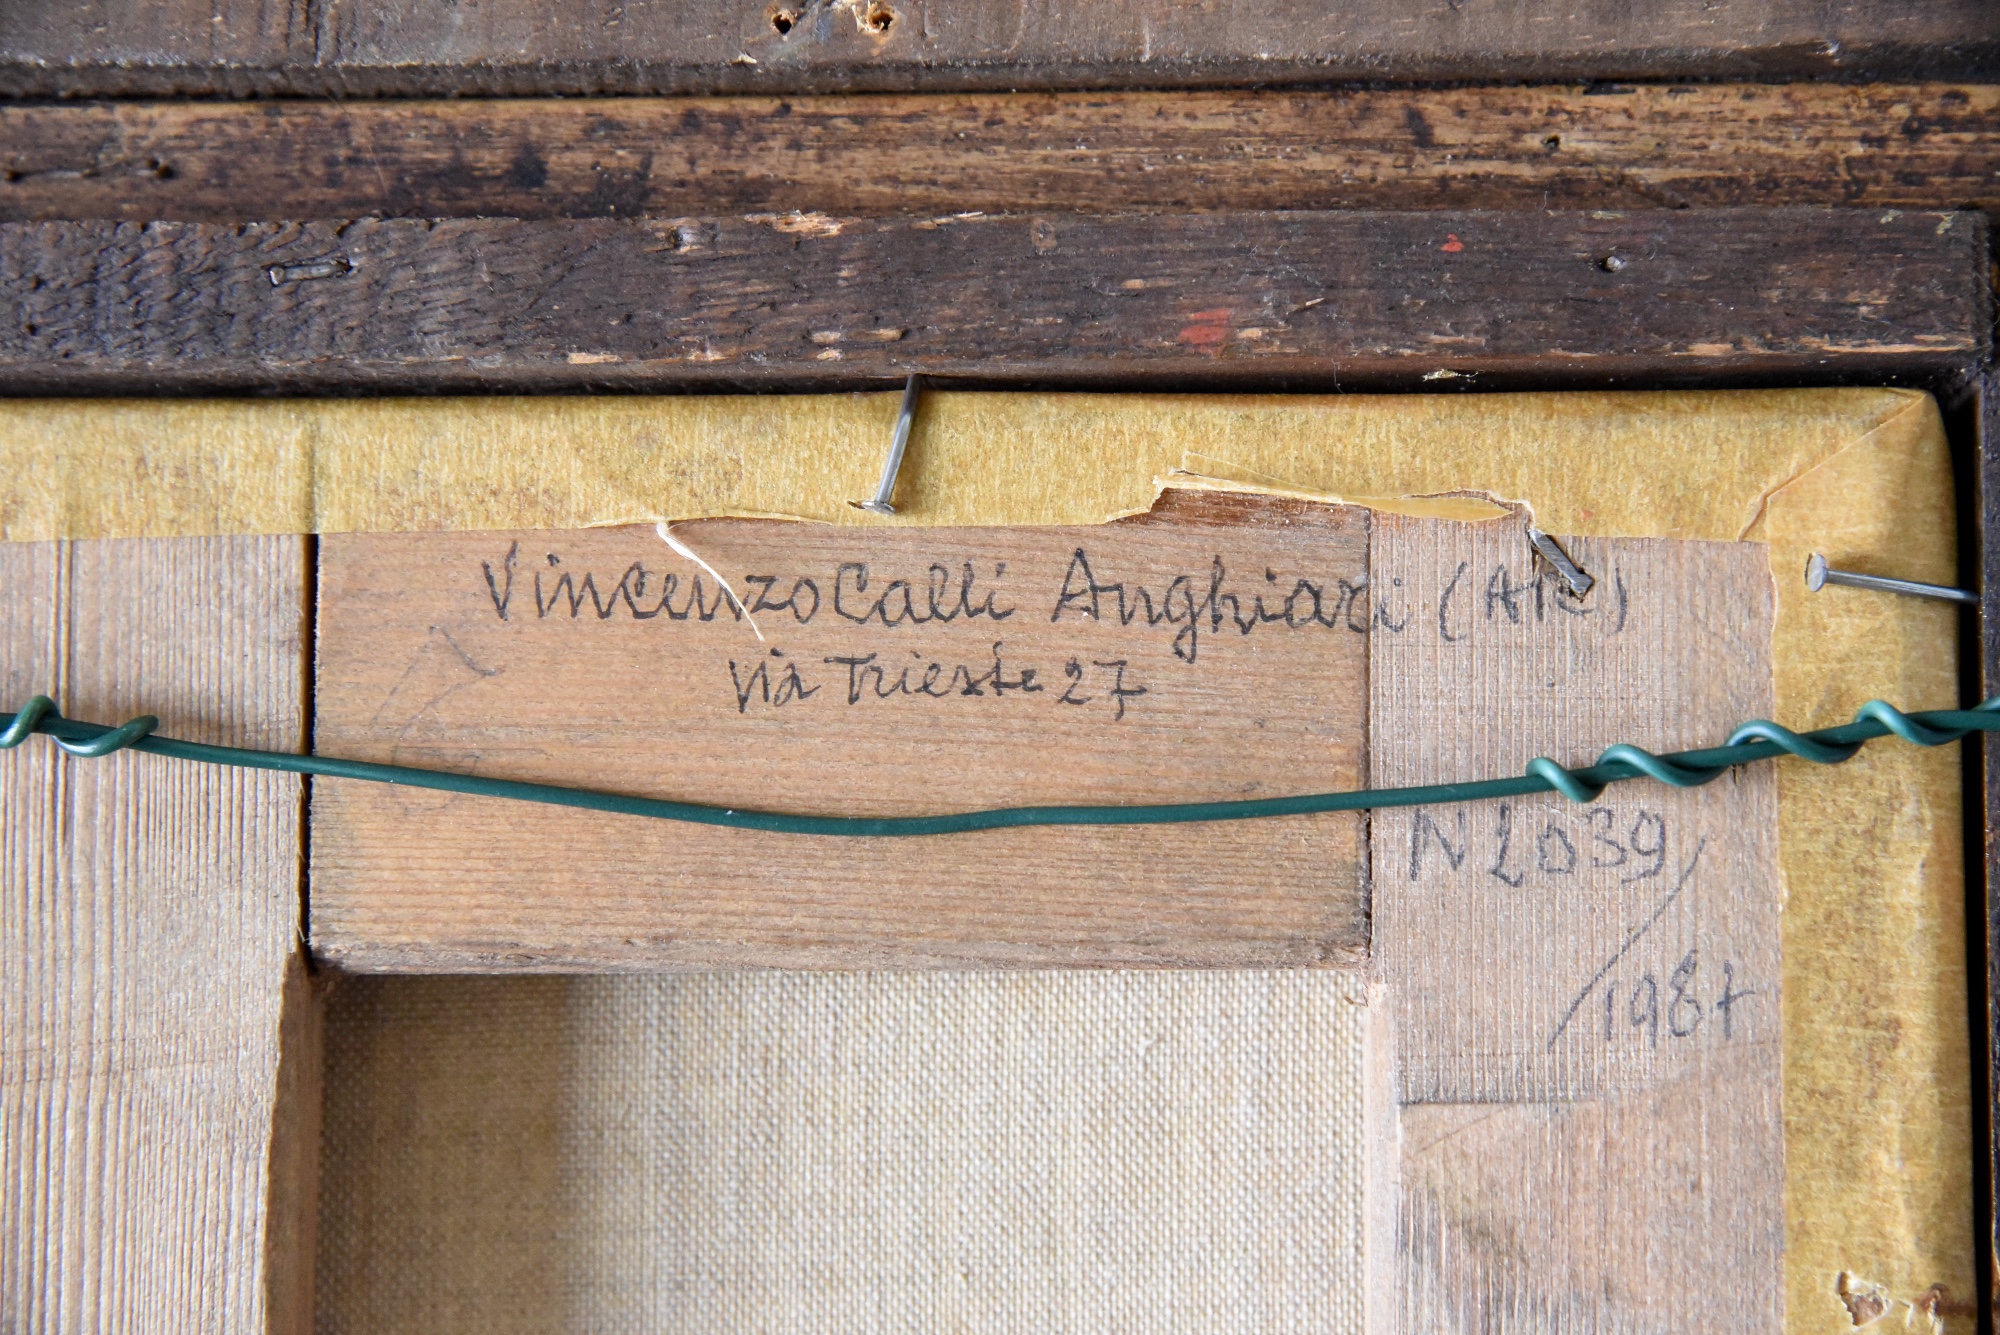 Vincenzo Calli Anghiari (AR)
Via Trieste 27
N 2039/
1987